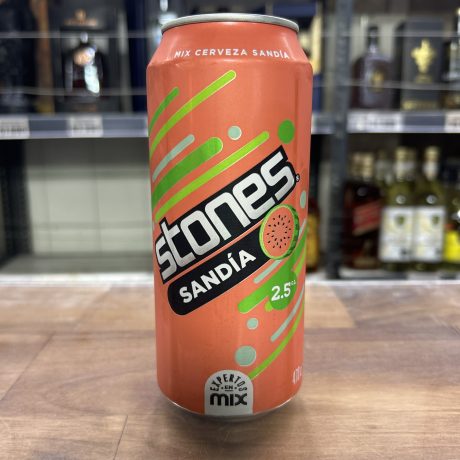 MIX CERVEZA SANDÍA
stones
SANDÍA
2.5
EXPERTOS
EN
MIX